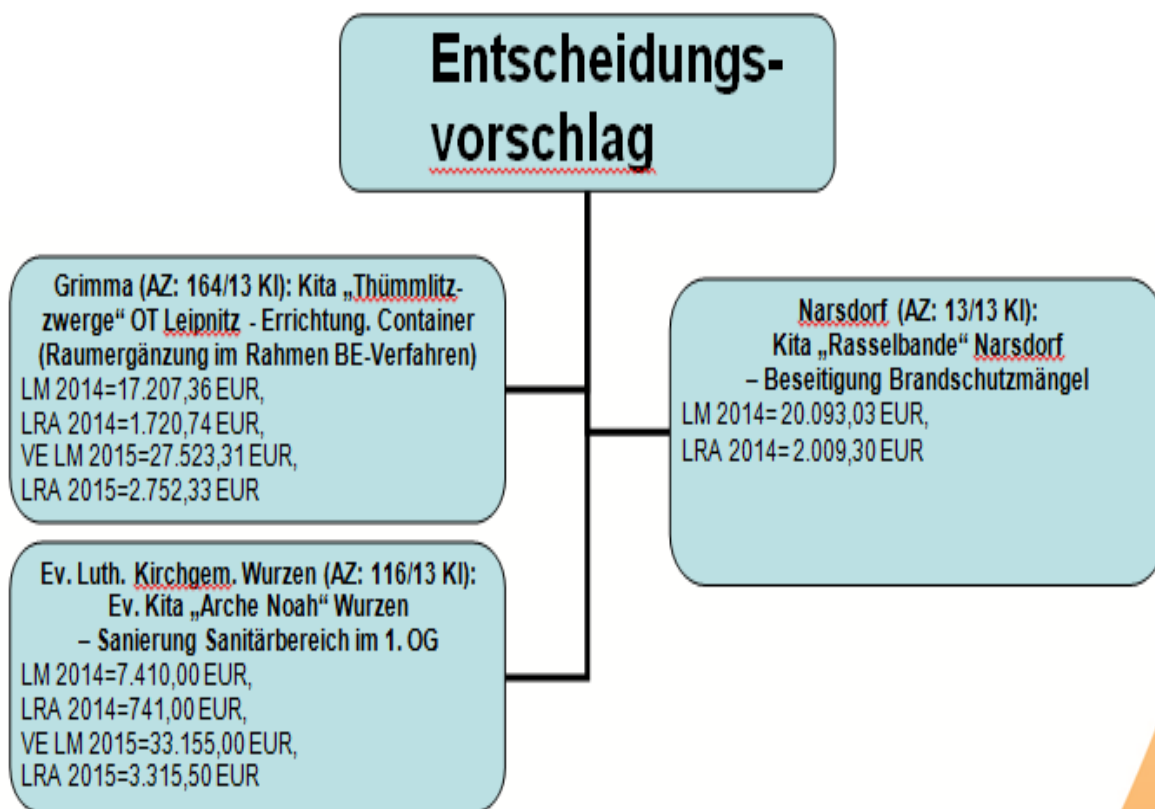 Entscheidungs-
vorschlag
Grimma (AZ: 164/13 KI): Kita „Thümmlitz-
zwerge“ OT Leipnitz - Errichtung. Container
(Raumergänzung im Rahmen BE-Verfahren)
LM 2014=17.207,36 EUR,
LRA 2014=1.720,74 EUR,
VE LM 2015=27.523,31 EUR,
LRA 2015=2.752,33 EUR
Narsdorf (AZ: 13/13 KI):
Kita „Rasselbande“ Narsdorf
– Beseitigung Brandschutzmängel
LM 2014= 20.093,03 EUR,
LRA 2014= 2.009,30 EUR
Ev. Luth. Kirchgem. Wurzen (AZ: 116/13 KI):
Ev. Kita „Arche Noah“ Wurzen
– Sanierung Sanitärbereich im 1. OG
LM 2014=7.410,00 EUR,
LRA 2014=741,00 EUR,
VE LM 2015=33.155,00 EUR,
LRA 2015=3.315,50 EUR